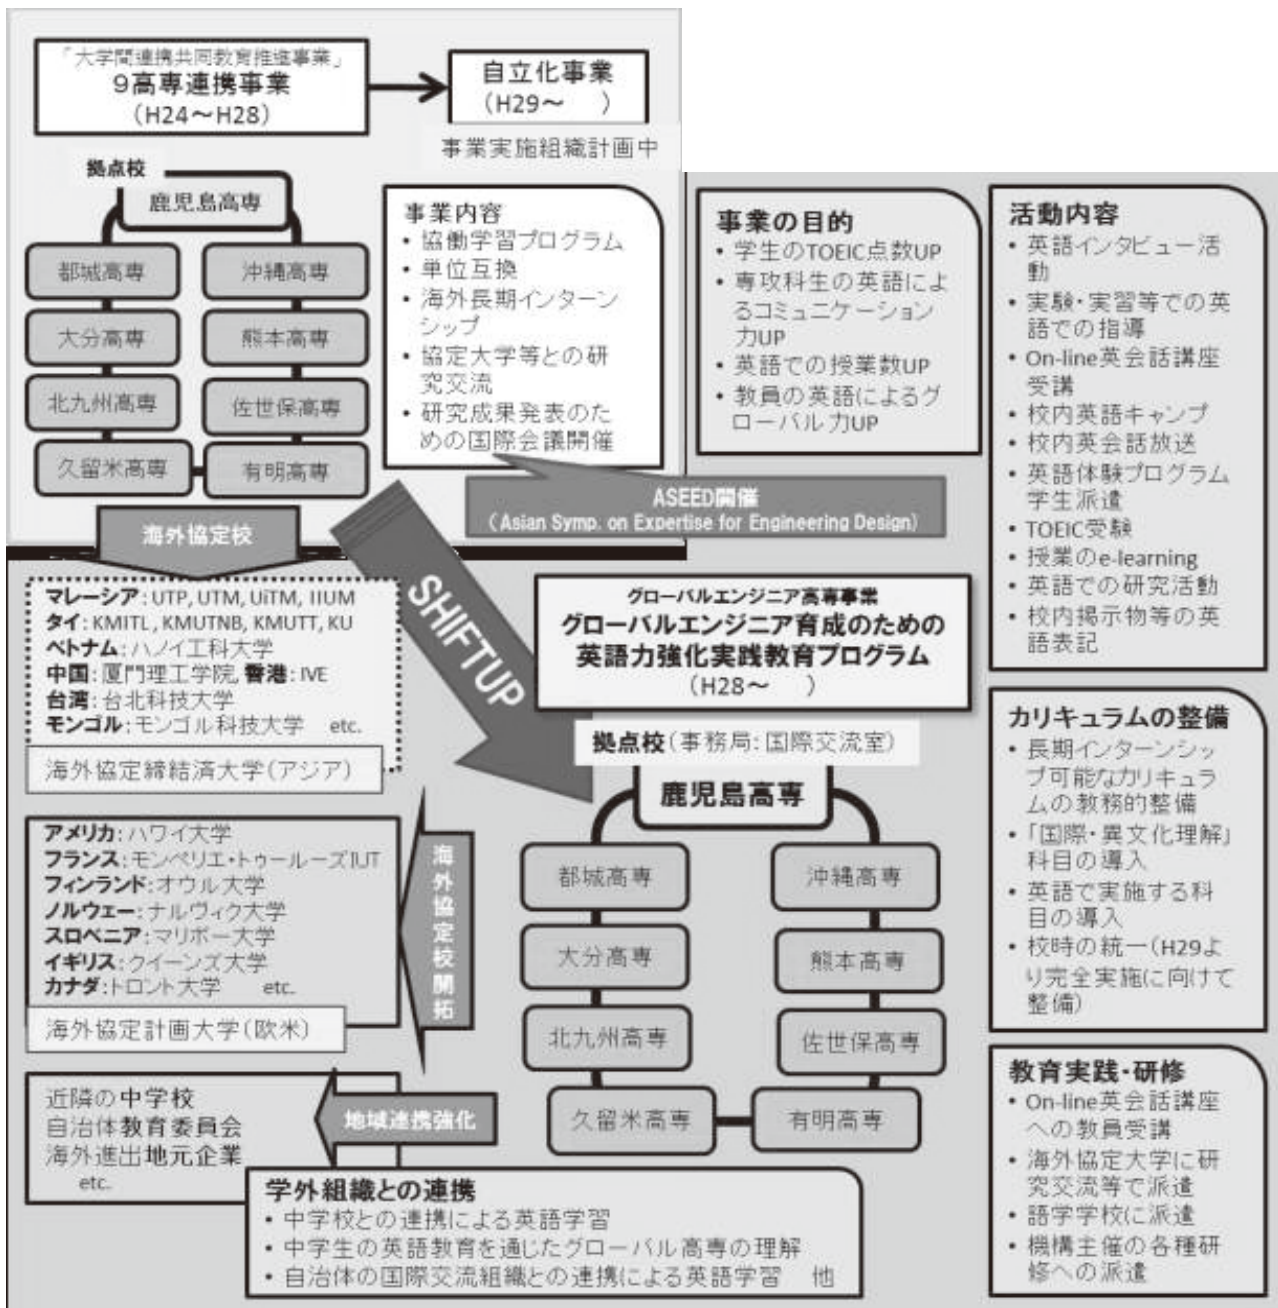 「大学間連携共同教育推進事業」
9高専連携事業
(H24～H28)
自立化事業
(H29～　　)
事業実施組織計画中
拠点校
鹿児島高専
都城高専
沖縄高専
大分高専
熊本高専
北九州高専
佐世保高専
久留米高専
有明高専
事業内容
• 協働学習プログラム
• 単位互換
• 海外長期インターン
シップ
• 協定大学等との研
究交流
• 研究成果発表のた
めの国際会議開催
事業の目的
• 学生のTOEIC点数UP
• 専攻科生の英語によ
るコミュニケーション
力UP
• 英語での授業数UP
• 教員の英語によるグ
ローバル力UP
ASEED開催
(Asian Symp. on Expertise for Engineering Design)
活動内容
• 英語インタビュー活
動
• 実験・実習等での英
語での指導
• On-line英会話講座
受講
• 校内英語キャンプ
• 校内英会話放送
• 英語体験プログラム
学生派遣
• TOEIC受験
• 授業のe-learning
• 英語での研究活動
• 校内掲示物等の英
語表記
海外協定校
マレーシア：UTP, UTM, UiTM, IIUM
タイ：KMITL, KMUTNB, KMUTT, KU
ベトナム：ハノイ工科大学
中国：厦門理工学院, 香港：IVE
台湾：台北科技大学
モンゴル：モンゴル科技大学　etc.
海外協定締結済大学(アジア)
SHIFTUP
グローバルエンジニア高専事業
グローバルエンジニア育成のための
英語力強化実践教育プログラム
(H28～　　)
拠点校(事務局：国際交流室)
鹿児島高専
都城高専
沖縄高専
大分高専
熊本高専
北九州高専
佐世保高専
久留米高専
有明高専
海外協定校開拓
アメリカ：ハワイ大学
フランス：モンペリエ・トゥールーズIUT
フィンランド：オウル大学
ノルウェー：ナルヴィク大学
スロベニア：マリボー大学
イギリス：クイーンズ大学
カナダ：トロント大学　　etc.
海外協定計画大学(欧米)
地域連携強化
近隣の中学校
自治体教育委員会
海外進出地元企業
etc.
学外組織との連携
• 中学校との連携による英語学習
• 中学生の英語教育を通じたグローバル高専の理解
• 自治体の国際交流組織との連携による英語学習　他
カリキュラムの整備
• 長期インターンシッ
プ可能なカリキュラ
ムの教務的整備
• 「国際・異文化理解」
科目の導入
• 英語で実施する科
目の導入
• 校時の統一(H29よ
り完全実施に向けて
整備)
教育実践・研修
• On-line英会話講座
への教員受講
• 海外協定大学に研
究交流等で派遣
• 語学学校に派遣
• 機構主催の各種研
修への派遣